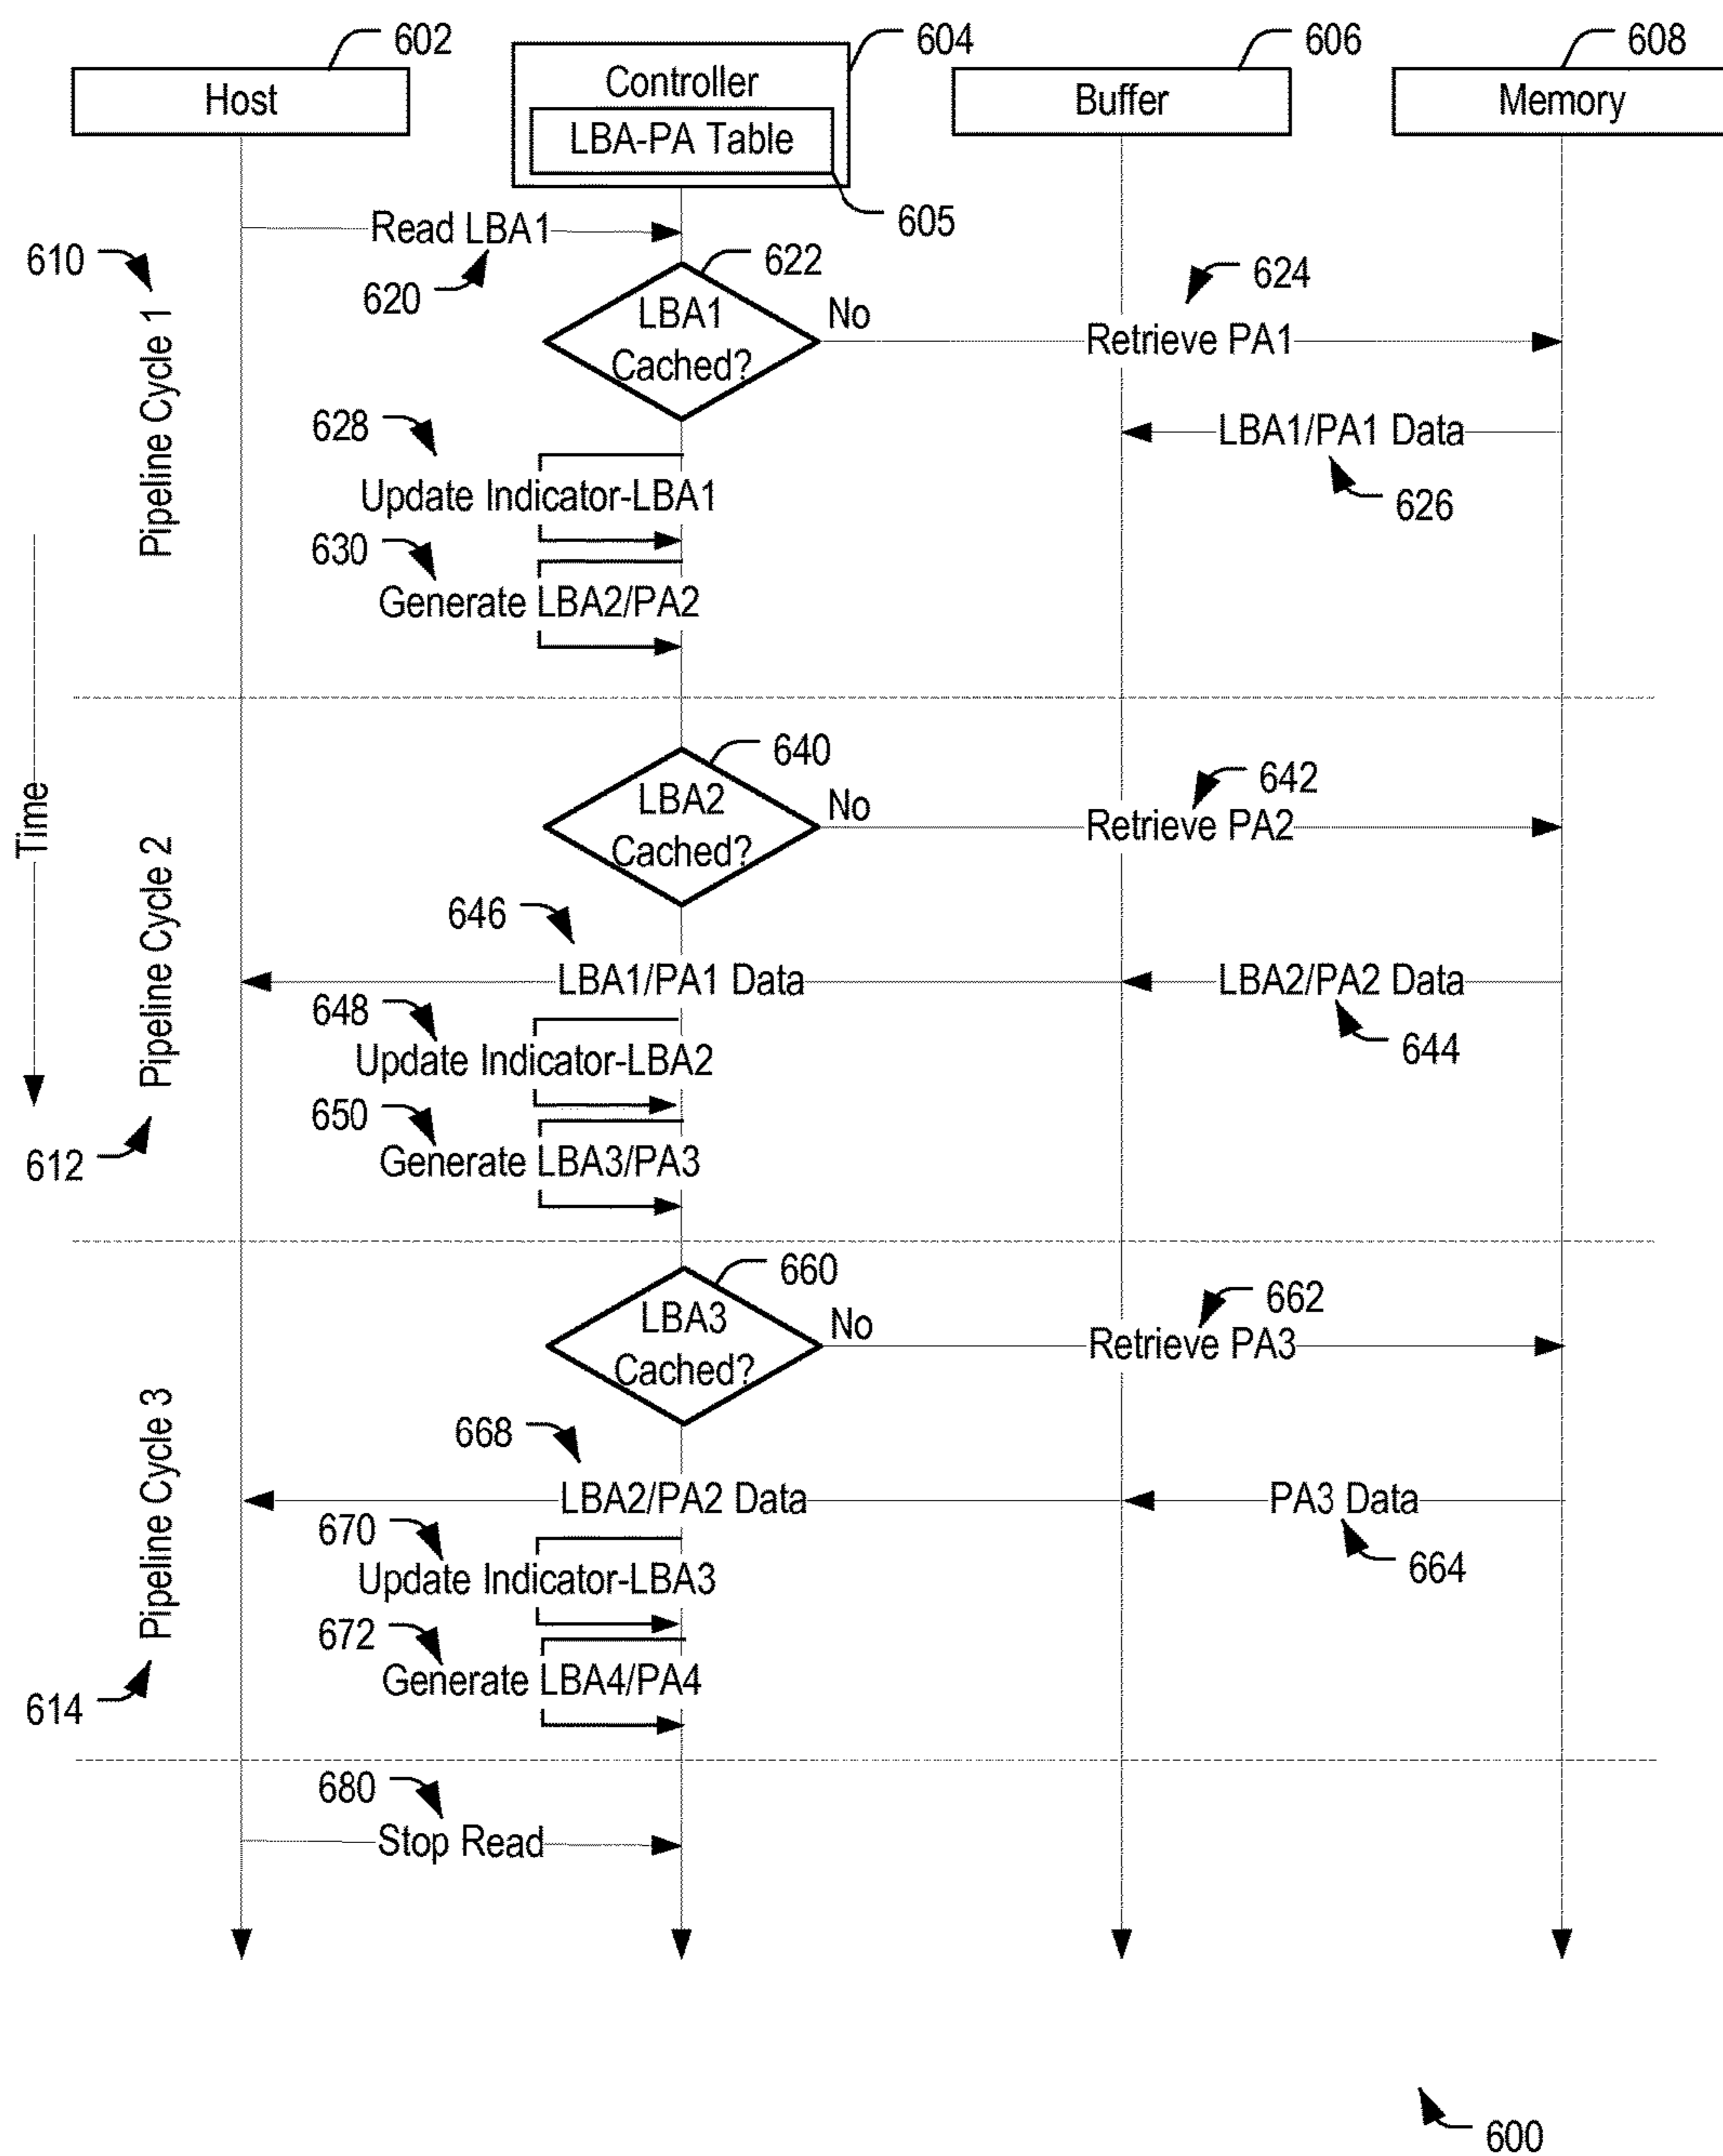 602
604
606
608
Host
Controller
LBA-PA Table
Buffer
Memory
605
610
Pipeline Cycle 1
Read LBA1
620
622
LBA1
Cached?
No
624
Retrieve PA1
LBA1/PA1 Data
626
628
Update Indicator-LBA1
630
Generate LBA2/PA2
Time
612
Pipeline Cycle 2
640
LBA2
Cached?
No
642
Retrieve PA2
646
LBA1/PA1 Data
LBA2/PA2 Data
644
648
Update Indicator-LBA2
650
Generate LBA3/PA3
614
Pipeline Cycle 3
660
LBA3
Cached?
No
662
Retrieve PA3
668
LBA2/PA2 Data
PA3 Data
664
670
Update Indicator-LBA3
672
Generate LBA4/PA4
680
Stop Read
600